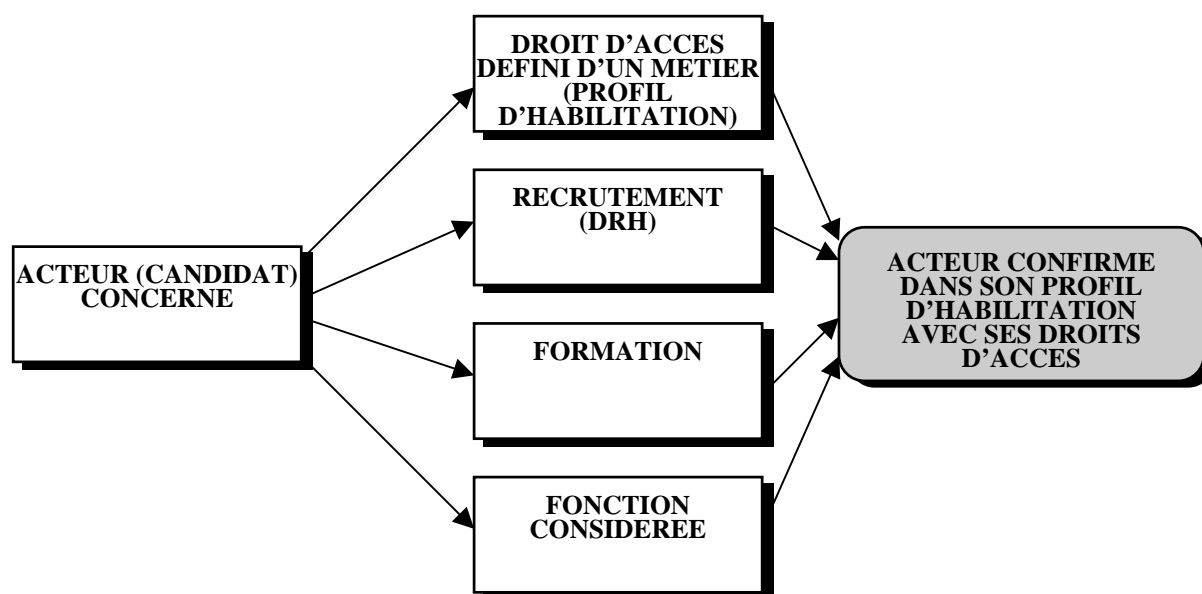 DROIT D'ACCES
DEFINI D'UN METIER
(PROFIL
D'HABILITATION)
RECRUTEMENT
(DRH)
ACTEUR (CANDIDAT)
CONCERNE
FORMATION
FONCTION
CONSIDEREE
ACTEUR CONFIRME
DANS SON PROFIL
D'HABILITATION
AVEC SES DROITS
D'ACCES